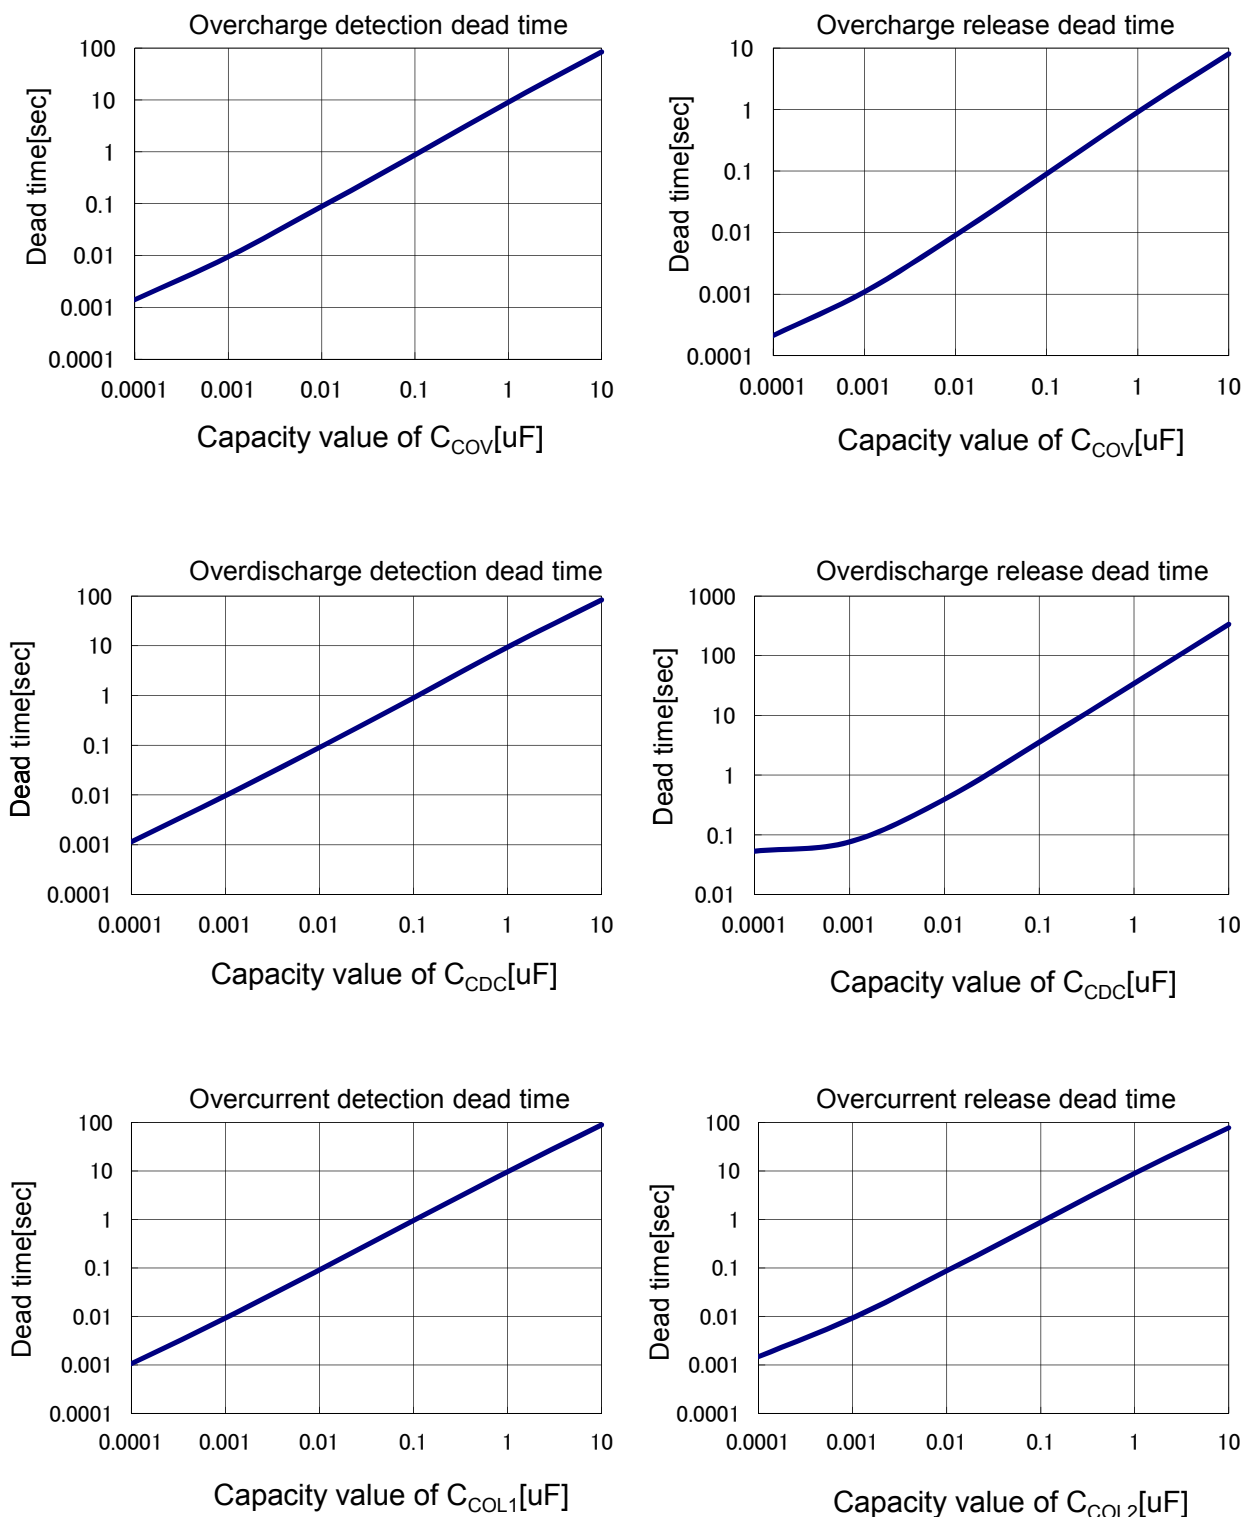 Overcharge detection dead time
100
10
1
0.1
0.01
0.001
0.0001
Dead time[sec]
0.0001 0.001 0.01 0.1 1 10
Capacity value of C_COV[uF]
Overcharge release dead time
10
1
0.1
0.01
0.001
0.0001
Dead time[sec]
0.0001 0.001 0.01 0.1 1 10
Capacity value of C_COV[uF]
Overdischarge detection dead time
100
10
1
0.1
0.01
0.001
0.0001
Dead time[sec]
0.0001 0.001 0.01 0.1 1 10
Capacity value of C_CDC[uF]
Overdischarge release dead time
1000
100
10
1
0.1
0.01
Dead time[sec]
0.0001 0.001 0.01 0.1 1 10
Capacity value of C_CDC[uF]
Overcurrent detection dead time
100
10
1
0.1
0.01
0.001
0.0001
Dead time[sec]
0.0001 0.001 0.01 0.1 1 10
Capacity value of C_COL1[uF]
Overcurrent release dead time
100
10
1
0.1
0.01
0.001
0.0001
Dead time[sec]
0.0001 0.001 0.01 0.1 1 10
Capacity value of C_COL2[uF]